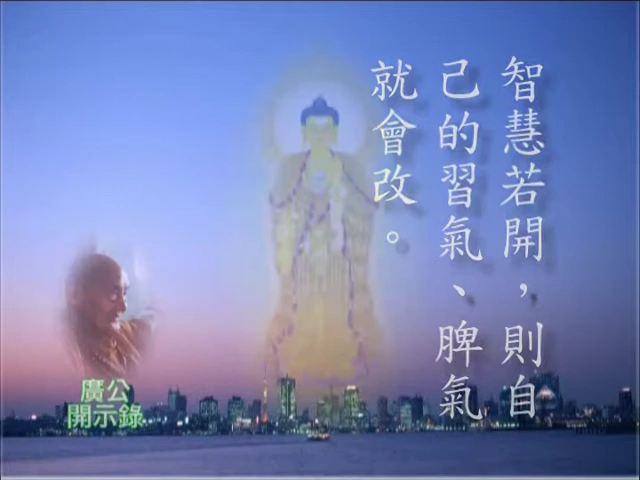 智慧若開，則自
己的習氣、脾氣
就會改。
廣公
開示錄